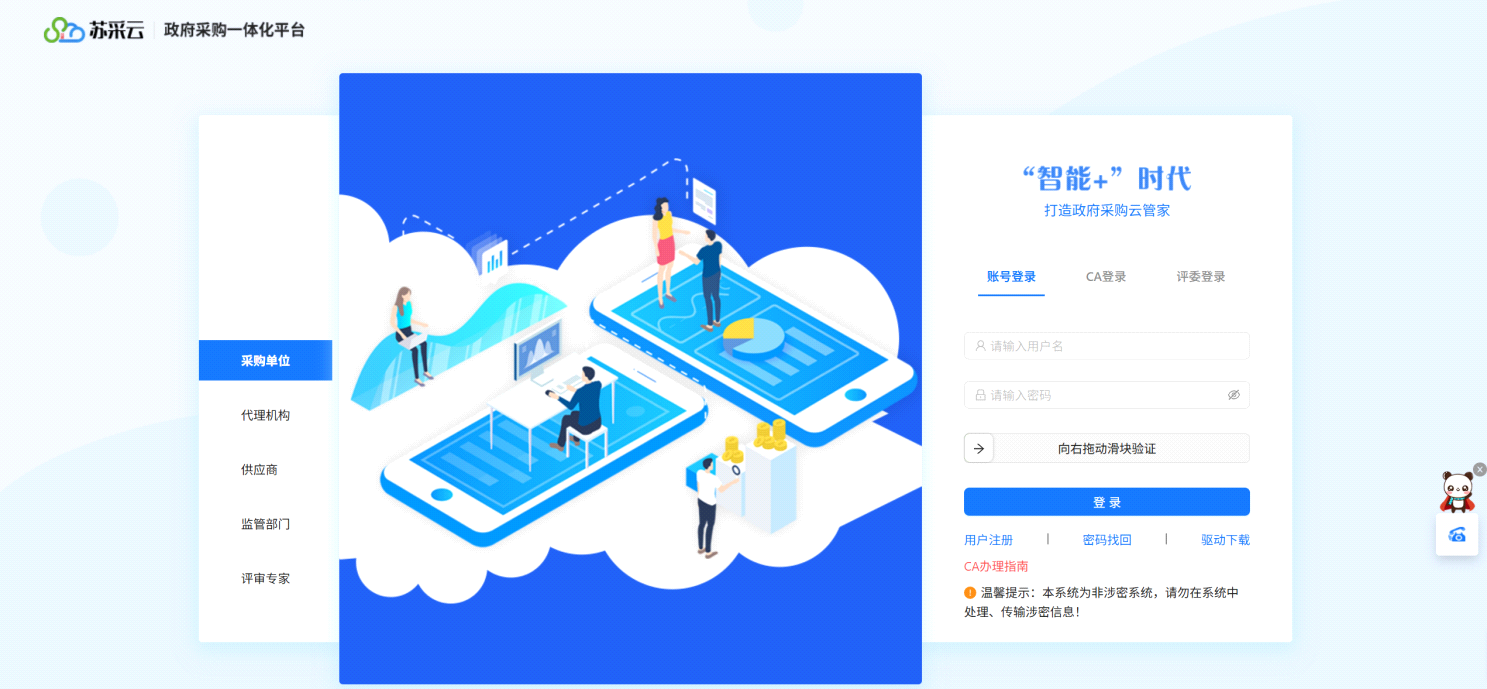 苏采云 政府采购一体化平台
采购单位
代理机构
供应商
监管部门
评审专家
“智能+”时代
打造政府采购云管家
账号登录 CA登录 评委登录
请输入用户名
请输入密码
向右拖动滑块验证
登 录
用户注册 | 密码找回 | 驱动下载
CA办理指南
温馨提示：本系统为非涉密系统，请勿在系统中
处理、传输涉密信息！